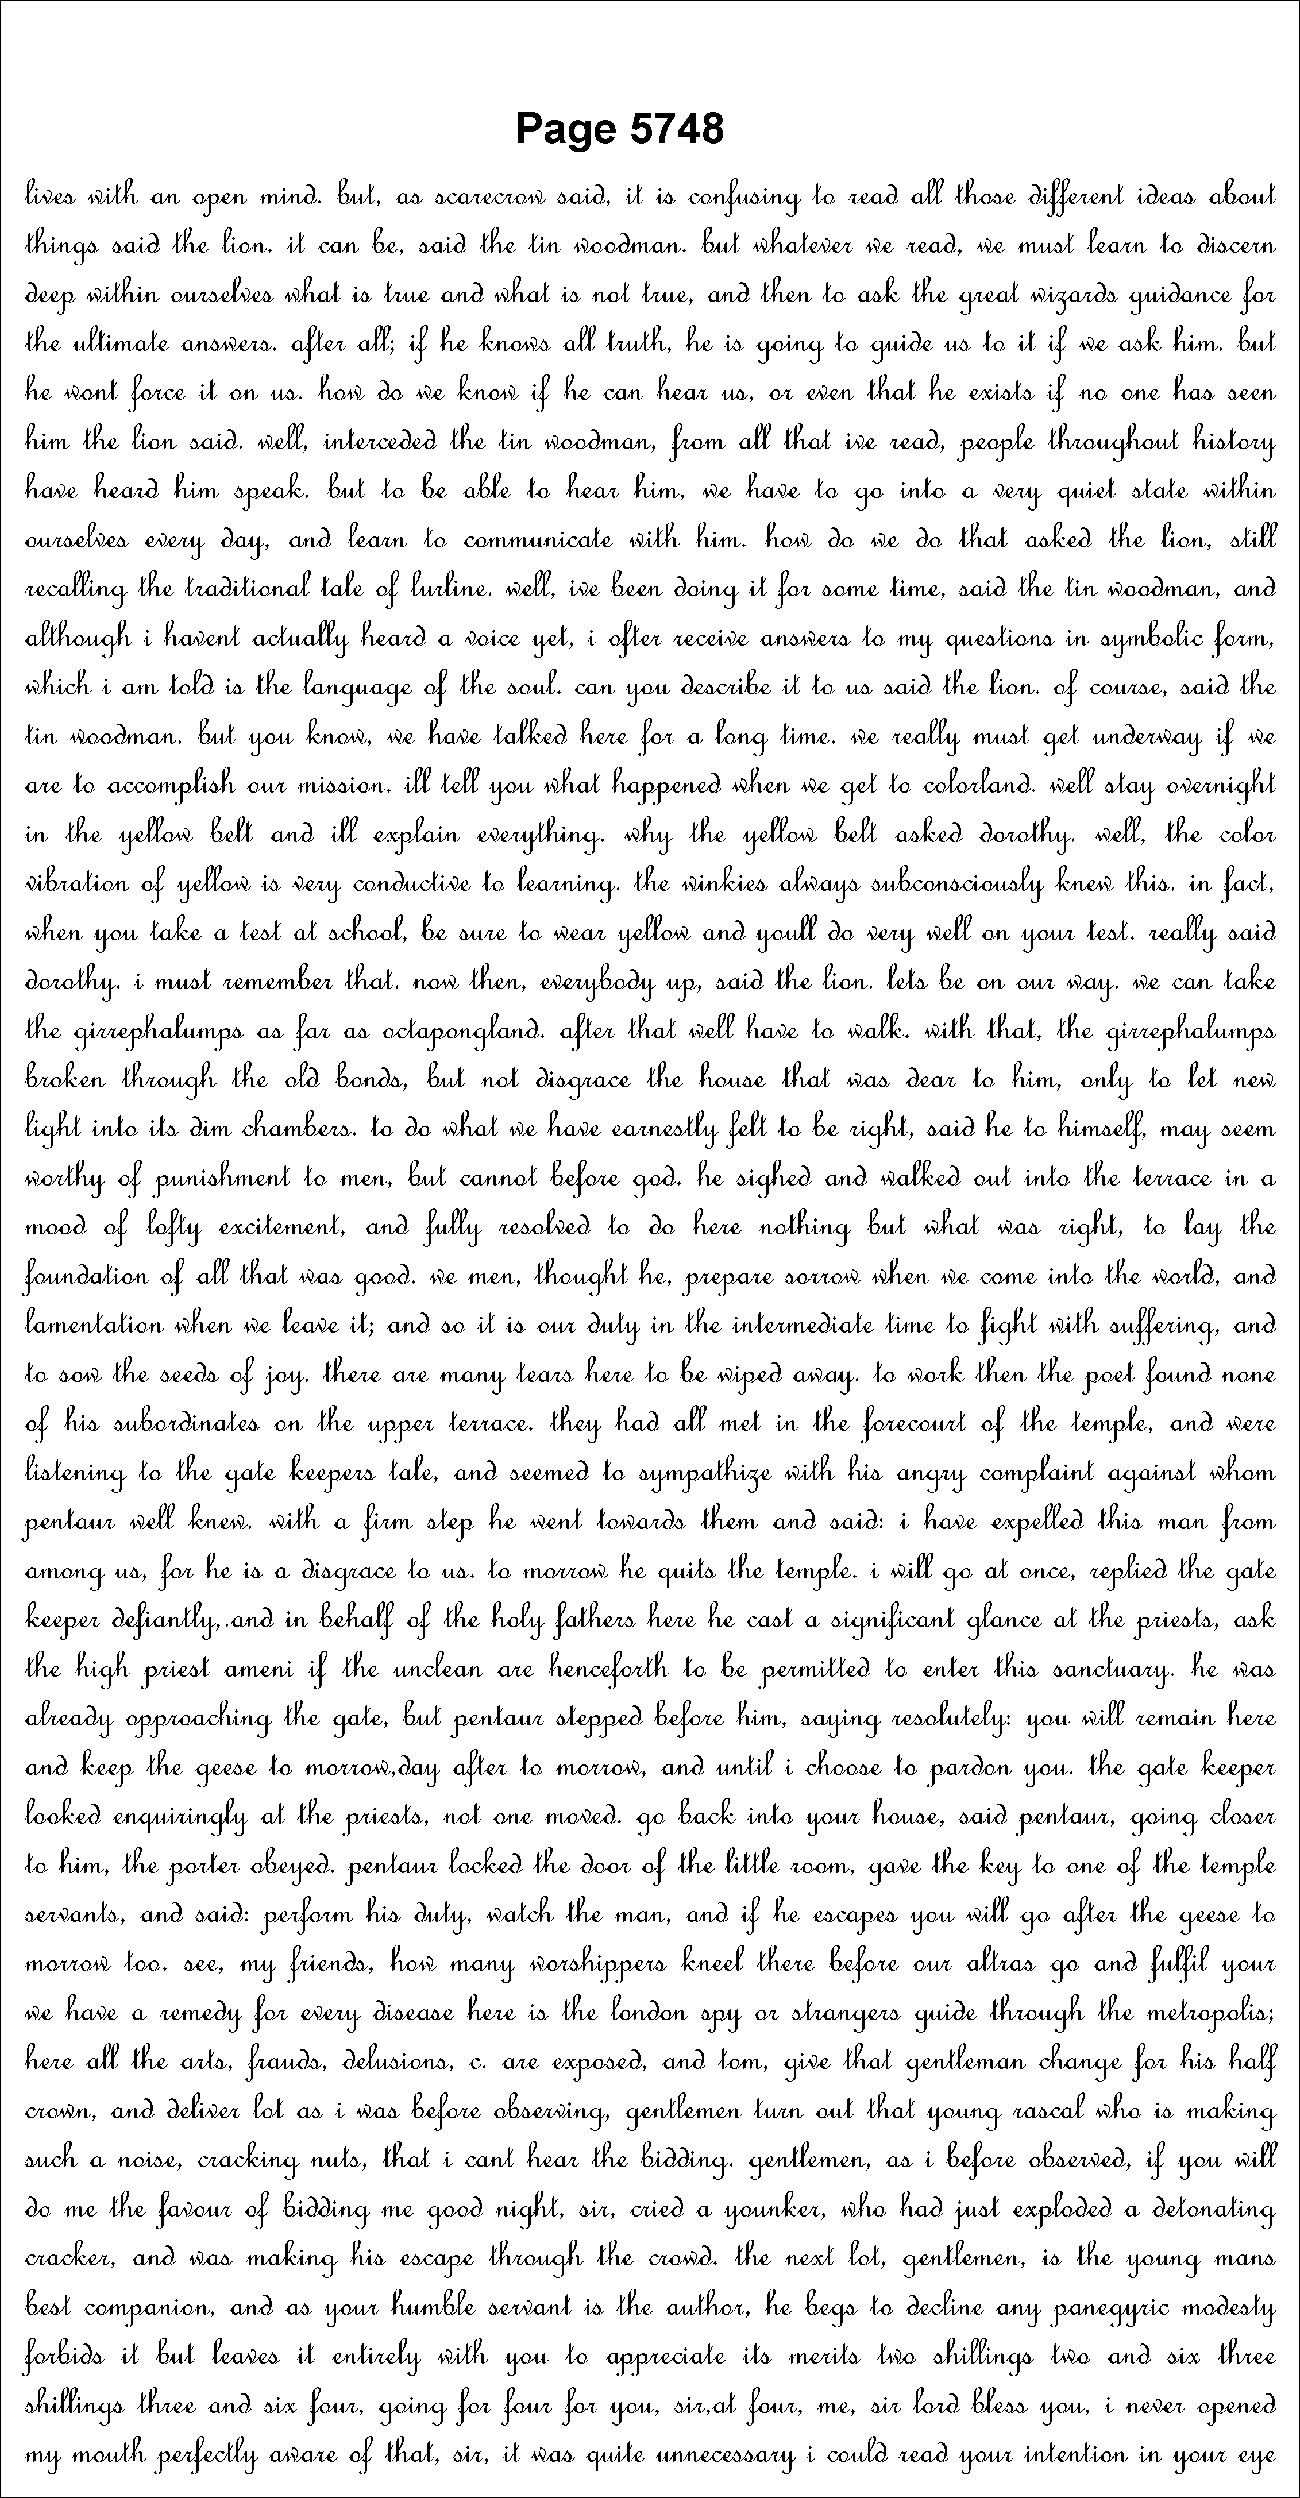 Page 5748
lives with an open mind. but, as scarecrow said, it is confusing to read all those different ideas about
things said the lion. it can be, said the tin woodman. but whatever we read, we must learn to discern
deep within ourselves what is true and what is not true, and then to ask the great wizards guidance for
the ultimate answers. after all; if he knows all truth, he is going to guide us to it if we ask him. but
he wont force it on us. how do we know if he can hear us, or even that he exists if no one has seen
him the lion said. well, interceded the tin woodman, from all that ive read, people throughout history
have heard him speak. but to be able to hear him, we have to go into a very quiet state within
ourselves every day, and learn to communicate with him. how do we do that asked the lion, still
recalling the traditional tale of lurline. well, ive been doing it for some time, said the tin woodman, and
although i havent actually heard a voice yet, i ofter receive answers to my questions in symbolic form,
which i am told is the language of the soul. can you describe it to us said the lion. of course, said the
tin woodman. but you know, we have talked here for a long time. we really must get underway if we
are to accomplish our mission. ill tell you what happened when we get to colorland. well stay overnight
in the yellow belt and ill explain everything. why the yellow belt asked dorothy. well, the color
vibration of yellow is very conductive to learning. the winkies always subconsciously knew this. in fact,
when you take a test at school, be sure to wear yellow and youll do very well on your test. really said
dorothy. i must remember that. now then, everybody up, said the lion. lets be on our way. we can take
the girrephalumps as far as octapongland. after that well have to walk. with that, the girrephalumps
broken through the old bonds, but not disgrace the house that was dear to him, only to let new
light into its dim chambers. to do what we have earnestly felt to be right, said he to himself, may seem
worthy of punishment to men, but cannot before god. he sighed and walked out into the terrace in a
mood of lofty excitement, and fully resolved to do here nothing but what was right, to lay the
foundation of all that was good. we men, thought he, prepare sorrow when we come into the world, and
lamentation when we leave it; and so it is our duty in the intermediate time to fight with suffering, and
to sow the seeds of joy. there are many tears here to be wiped away. to work then the poet found none
of his subordinates on the upper terrace. they had all met in the forecourt of the temple, and were
listening to the gate keepers tale, and seemed to sympathize with his angry complaint against whom
pentaur well knew. with a firm step he went towards them and said: i have expelled this man from
among us, for he is a disgrace to us. to morrow he quits the temple. i will go at once, replied the gate
keeper defiantly,.and in behalf of the holy fathers here he cast a significant glance at the priests, ask
the high priest ameni if the unclean are henceforth to be permitted to enter this sanctuary. he was
already opproaching the gate, but pentaur stepped before him, saying resolutely: you will remain here
and keep the geese to morrow,day after to morrow, and until i choose to pardon you. the gate keeper
looked enquiringly at the priests, not one moved. go back into your house, said pentaur, going closer
to him, the porter obeyed. pentaur locked the door of the little room, gave the key to one of the temple
servants, and said: perform his duty, watch the man, and if he escapes you will go after the geese to
morrow too. see, my friends, how many worshippers kneel there before our altras go and fulfil your
we have a remedy for every disease here is the london spy or strangers guide through the metropolis;
here all the arts, frauds, delusions, c. are exposed, and tom, give that gentleman change for his half
crown, and deliver lot as i was before observing, gentlemen turn out that young rascal who is making
such a noise, cracking nuts, that i cant hear the bidding. gentlemen, as i before observed, if you will
do me the favour of bidding me good night, sir, cried a younker, who had just exploded a detonating
cracker, and was making his escape through the crowd. the next lot, gentlemen, is the young mans
best companion, and as your humble servant is the author, he begs to decline any panegyric modesty
forbids it but leaves it entirely with you to appreciate its merits two shillings two and six three
shillings three and six four, going for four for you, sir,at four, me, sir lord bless you, i never opened
my mouth perfectly aware of that, sir, it was quite unnecessary i could read your intention in your eye